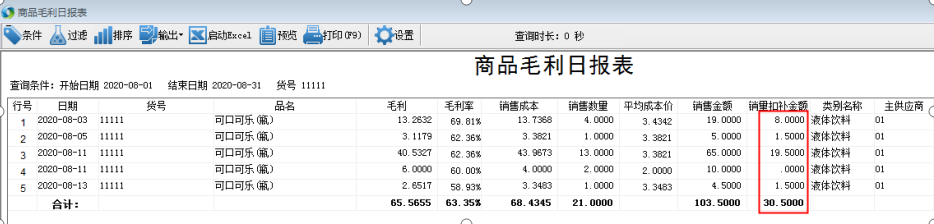 商品毛利日报表
条件 过滤 排序 输出 启动Excel 预览 打印(F9) 设置 查询时长: 0 秒
商品毛利日报表
查询条件: 开始日期 2020-08-01 结束日期 2020-08-31 货号 11111
行号 日期 货号 品名 毛利 毛利率 销售成本 销售数量 平均成本价 销售金额 销量扣补金额 类别名称 主供应商
1 2020-08-03 11111 可口可乐(瓶) 13.2632 69.81% 13.7368 4.0000 3.4342 19.0000 8.0000 液体饮料 01
2 2020-08-05 11111 可口可乐(瓶) 3.1179 62.36% 3.3821 1.0000 3.3821 5.0000 1.5000 液体饮料 01
3 2020-08-11 11111 可口可乐(瓶) 40.5327 62.36% 43.9673 13.0000 3.3821 65.0000 19.5000 液体饮料 01
4 2020-08-11 11111 可口可乐(瓶) 6.0000 60.00% 4.0000 2.0000 2.0000 10.0000 .0000 液体饮料 01
5 2020-08-13 11111 可口可乐(瓶) 2.6517 58.93% 3.3483 1.0000 3.3483 4.5000 1.5000 液体饮料 01
合计: 65.5655 63.35% 68.4345 21.0000 103.5000 30.5000